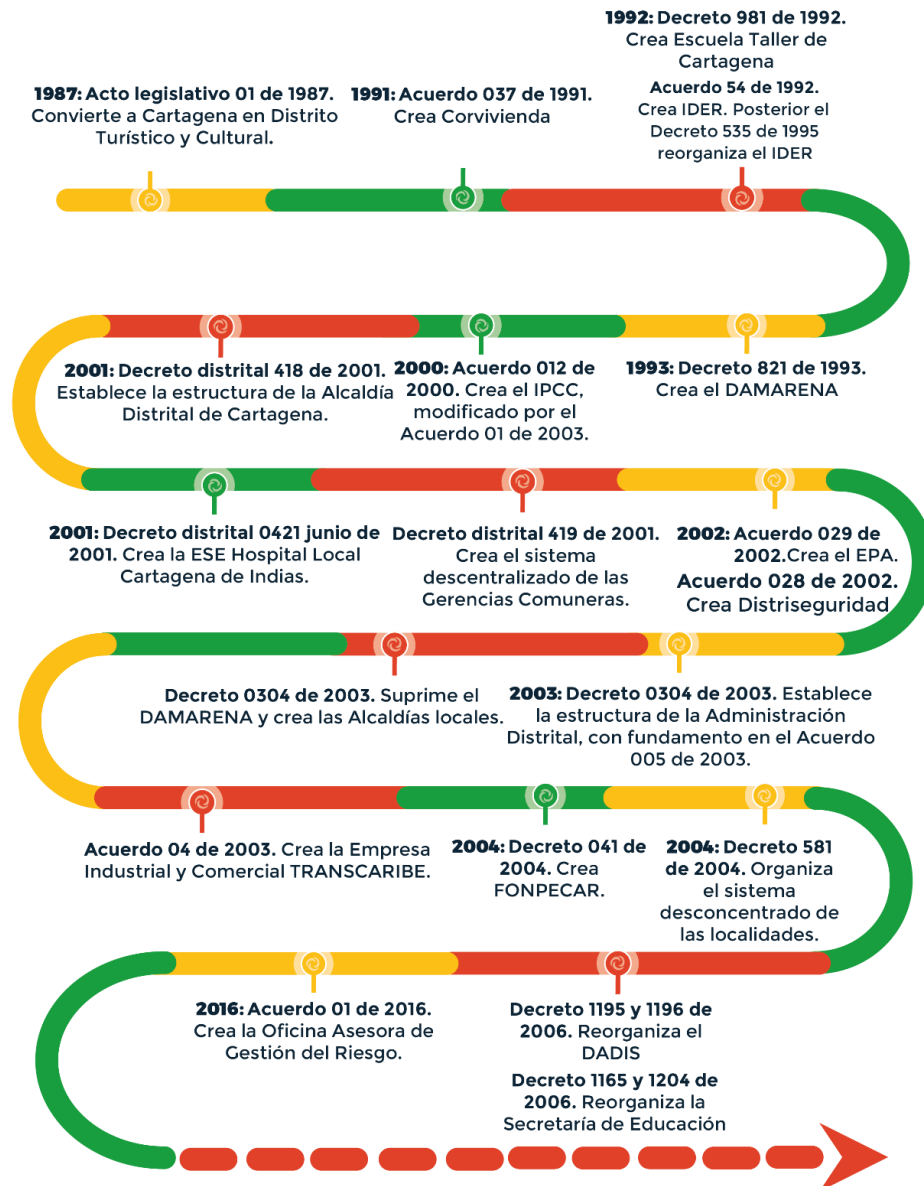 1987: Acto legislativo 01 de 1987.
Convierte a Cartagena en Distrito
Turístico y Cultural.
1991: Acuerdo 037 de 1991.
Crea Corvivienda
1992: Decreto 981 de 1992.
Crea Escuela Taller de
Cartagena
Acuerdo 54 de 1992.
Crea IDER. Posterior el
Decreto 535 de 1995
reorganiza el IDER
1993: Decreto 821 de 1993.
Crea el DAMARENA
2000: Acuerdo 012 de
2000. Crea el IPCC,
modificado por el
Acuerdo 01 de 2003.
2001: Decreto distrital 418 de 2001.
Establece la estructura de la Alcaldía
Distrital de Cartagena.
2001: Decreto distrital 0421 junio de
2001. Crea la ESE Hospital Local
Cartagena de Indias.
Decreto distrital 419 de 2001.
Crea el sistema
descentralizado de las
Gerencias Comuneras.
2002: Acuerdo 029 de
2002.Crea el EPA.
Acuerdo 028 de 2002.
Crea Distriseguridad
2003: Decreto 0304 de 2003. Establece
la estructura de la Administración
Distrital, con fundamento en el Acuerdo
005 de 2003.
Decreto 0304 de 2003. Suprime el
DAMARENA y crea las Alcaldías locales.
Acuerdo 04 de 2003. Crea la Empresa
Industrial y Comercial TRANSCARIBE.
2004: Decreto 041 de
2004. Crea
FONPECAR.
2004: Decreto 581
de 2004. Organiza
el sistema
desconcentrado de
las localidades.
Decreto 1195 y 1196 de
2006. Reorganiza el
DADIS
Decreto 1165 y 1204 de
2006. Reorganiza la
Secretaría de Educación
2016: Acuerdo 01 de 2016.
Crea la Oficina Asesora de
Gestión del Riesgo.